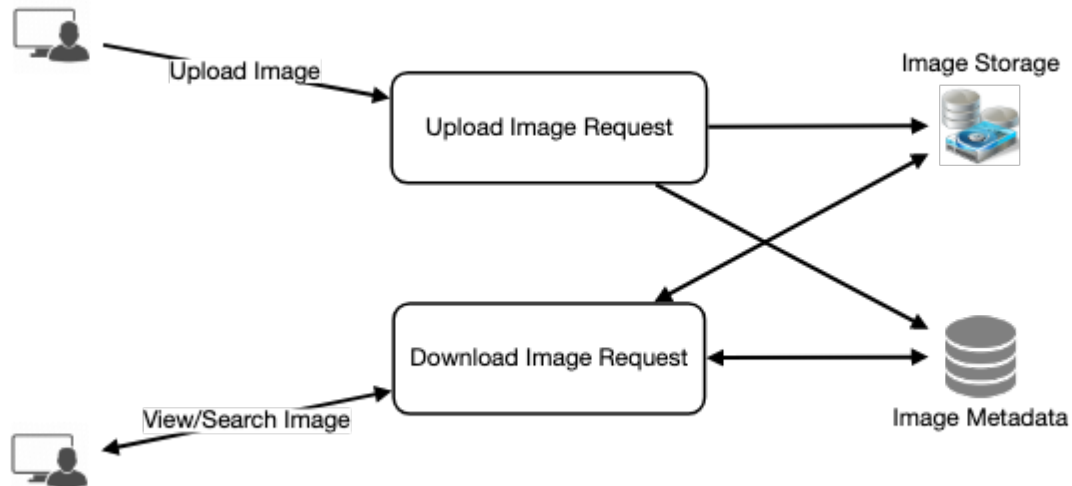 Upload Image
Image Storage
Upload Image Request
Download Image Request
View/Search Image
Image Metadata